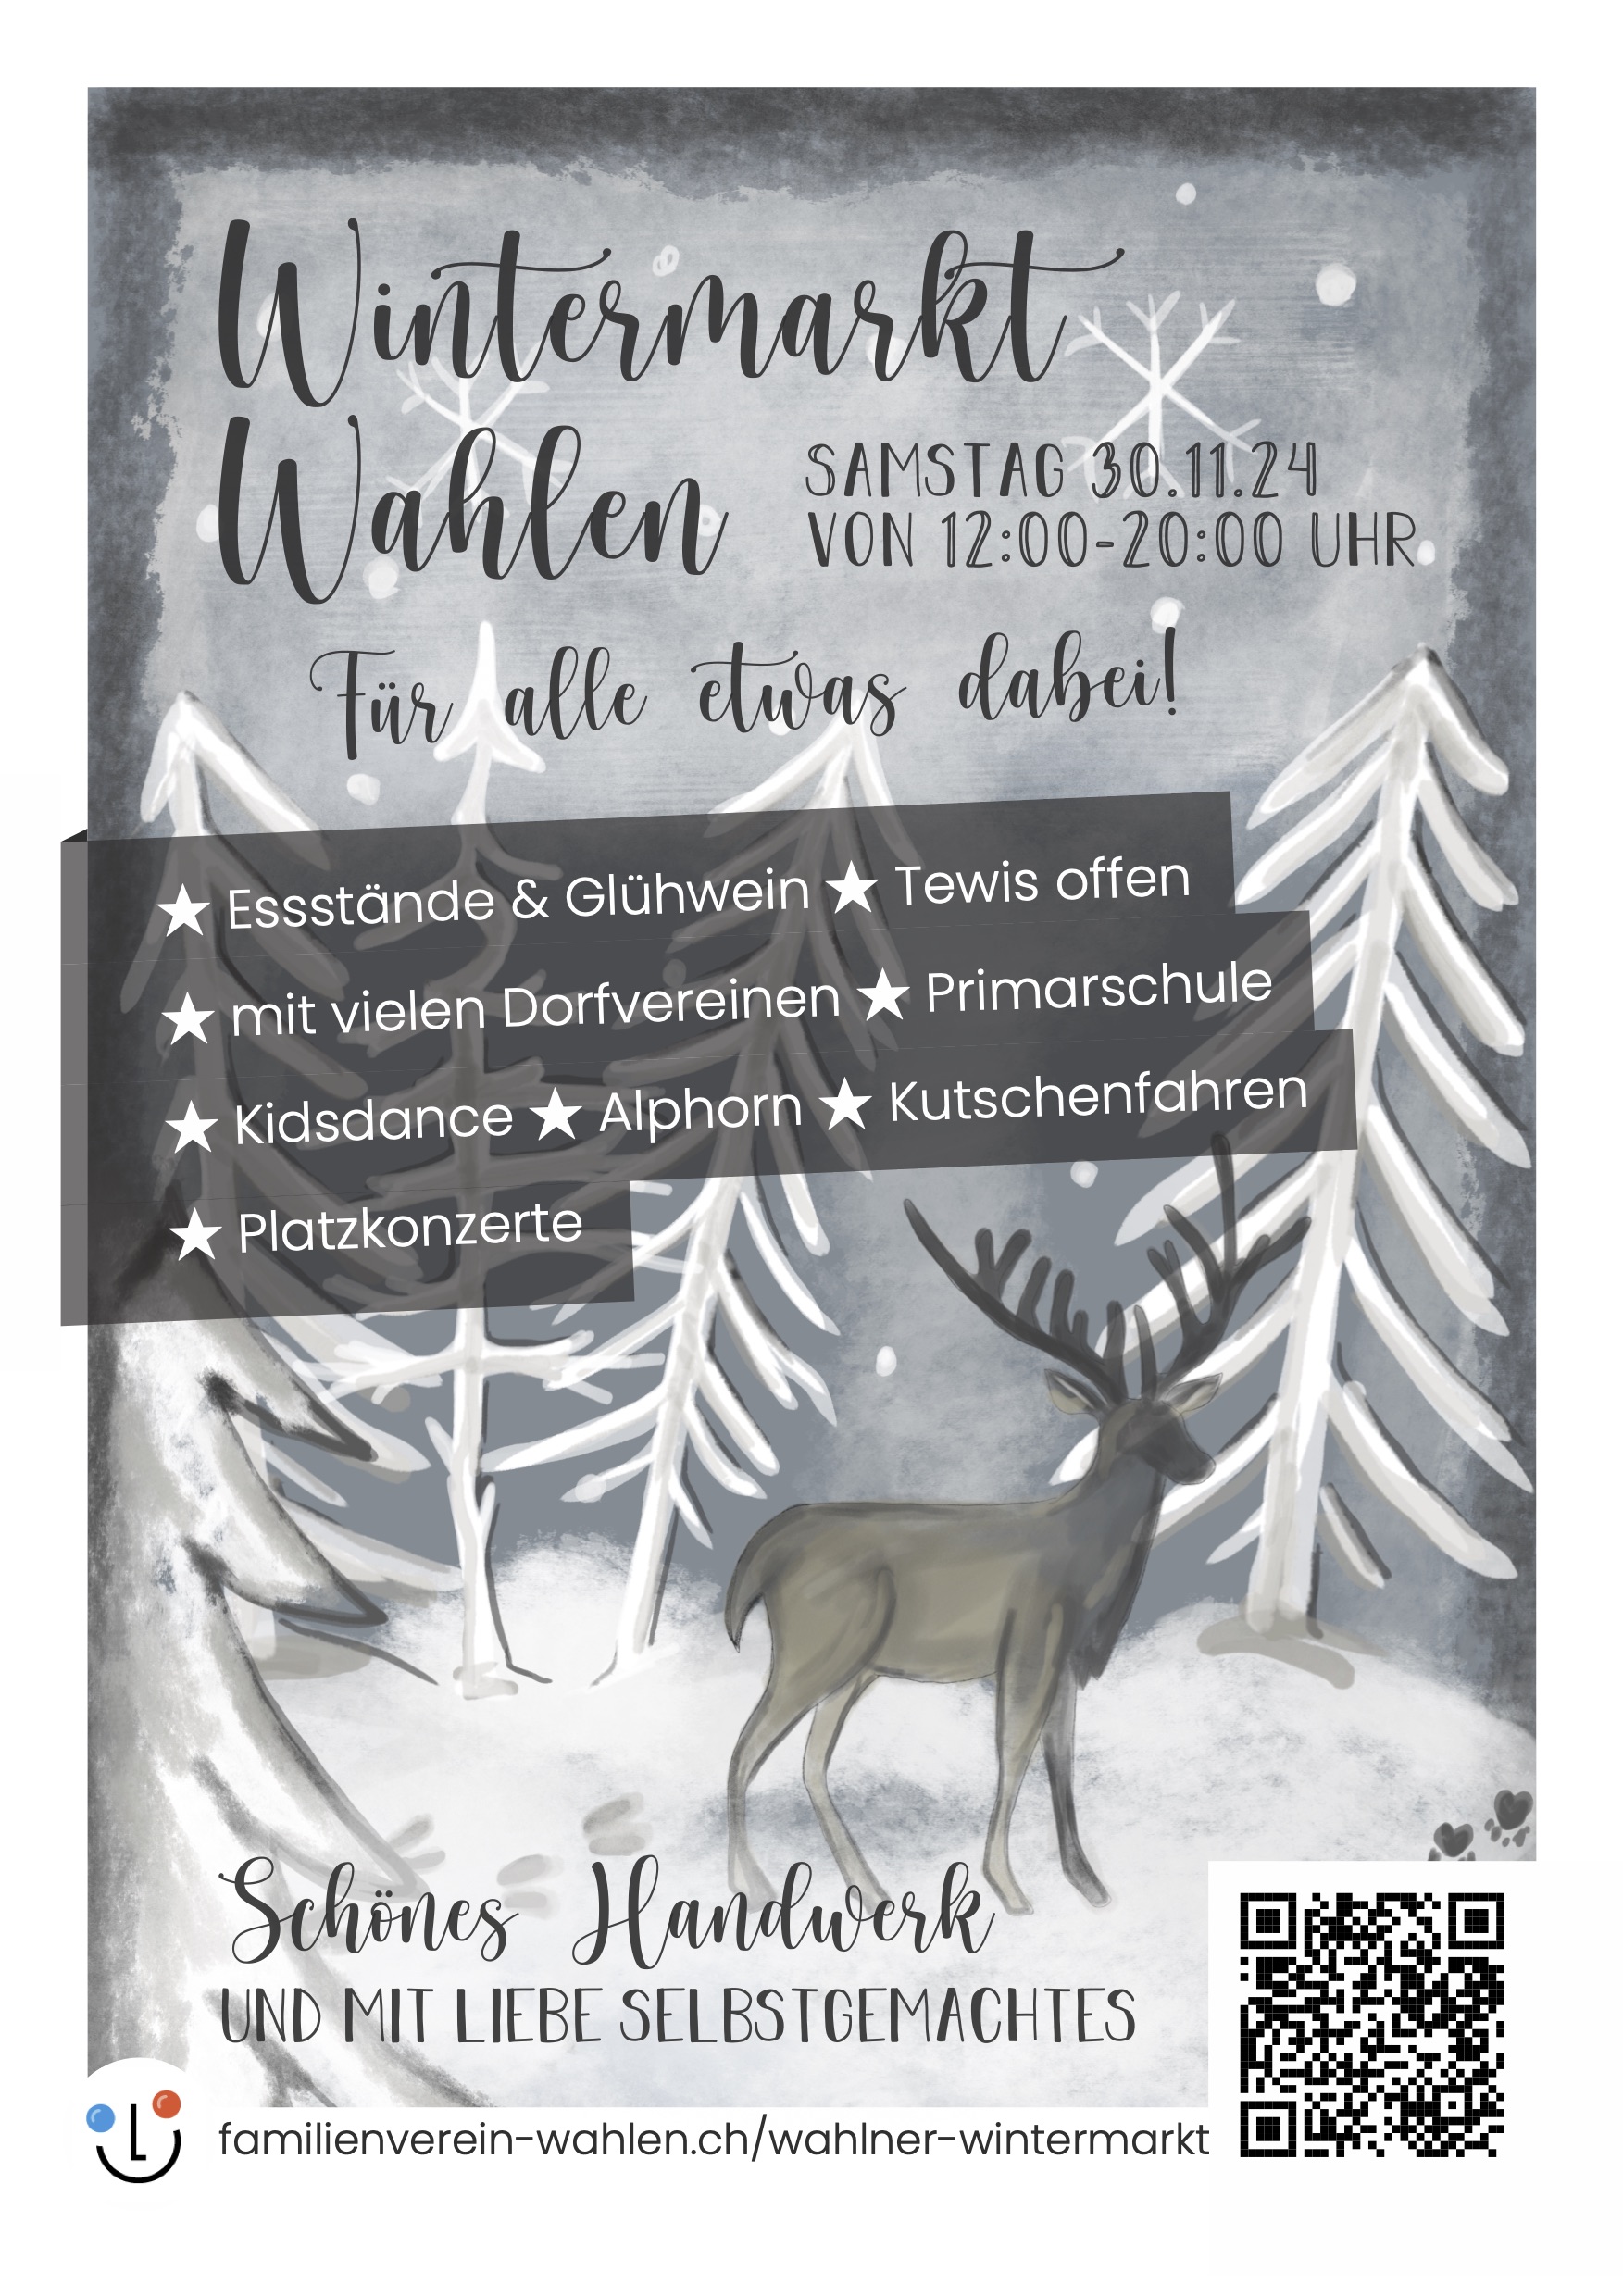 Wintermarkt
Wahlen
SAMSTAG 30.11.24
VON 12:00-20:00 UHR
Für alle etwas dabei!
★ Essstände & Glühwein ★ Tewis offen
★ mit vielen Dorfvereinen ★ Primarschule
★ Kidsdance ★ Alphorn ★ Kutschenfahren
★ Platzkonzerte
Schönes Handwerk
UND MIT LIEBE SELBSTGEMACHTES
familienverein-wahlen.ch/wahlner-wintermarkt